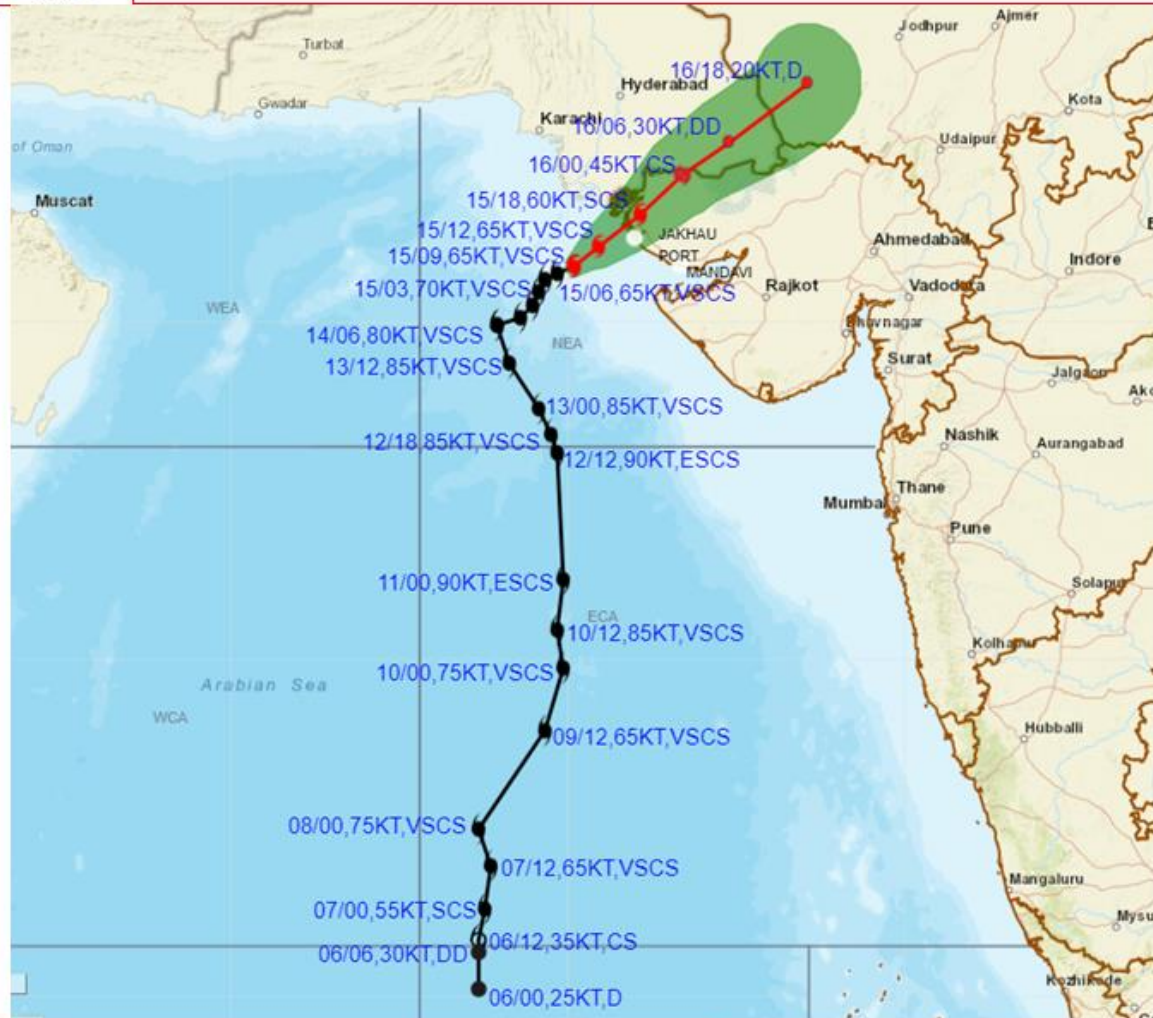 Ajmer
Jodhpur
Turbat
16/18,20KT,D
Hyderabad
Gwadar
Kota
Karachi
16/06,30KT,DD
Udaipur
of Oman
16/00,45KT,CS
Muscat
15/18,60KT,SCS
15/12,65KT,VSCS
JAKHAU
PORT
Ahmedabad
15/09,65KT,VSCS
MANDAVI
Indore
15/03,70KT,VSCS
15/06,65KT,VSCS
Rajkot
Vadodara
WEA
14/06,80KT,VSCS
Bhavnagar
NEA
13/12,85KT,VSCS
Surat
Jalgaon
Ako
13/00,85KT,VSCS
12/18,85KT,VSCS
Nashik
Aurangabad
12/12,90KT,ESCS
Thane
Mumbai
Pune
11/00,90KT,ESCS
Solapur
ECA
10/12,85KT,VSCS
Kolhapur
10/00,75KT,VSCS
Arabian Sea
WCA
Hubballi
09/12,65KT,VSCS
08/00,75KT,VSCS
07/12,65KT,VSCS
Mangaluru
07/00,55KT,SCS
Mysu
06/12,35KT,CS
06/06,30KT,DD
Kozhikode
06/00,25KT,D